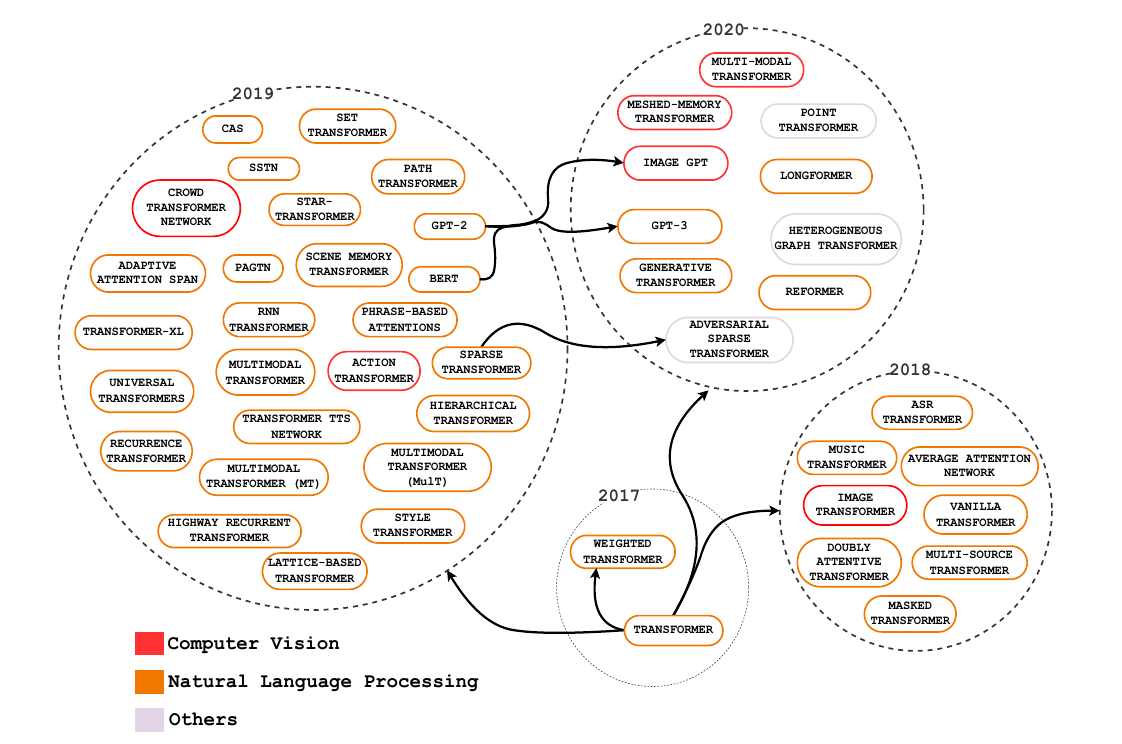 2020
MULTI-MODAL
TRANSFORMER
MESHED-MEMORY
TRANSFORMER
POINT
TRANSFORMER
IMAGE GPT
LONGFORMER
GPT-3
HETEROGENEOUS
GRAPH TRANSFORMER
GENERATIVE
TRANSFORMER
REFORMER
ADVERSARIAL
SPARSE
TRANSFORMER
2019
CAS
SET
TRANSFORMER
SSTN
PATH
TRANSFORMER
CROWD
TRANSFORMER
NETWORK
STAR-
TRANSFORMER
GPT-2
ADAPTIVE
ATTENTION SPAN
PAGTN
SCENE MEMORY
TRANSFORMER
BERT
TRANSFORMER-XL
RNN
TRANSFORMER
PHRASE-BASED
ATTENTIONS
UNIVERSAL
TRANSFORMERS
MULTIMODAL
TRANSFORMER
ACTION
TRANSFORMER
SPARSE
TRANSFORMER
HIERARCHICAL
TRANSFORMER
TRANSFORMER TTS
NETWORK
RECURRENCE
TRANSFORMER
MULTIMODAL
TRANSFORMER (MT)
MULTIMODAL
TRANSFORMER
(MulT)
HIGHWAY RECURRENT
TRANSFORMER
STYLE
TRANSFORMER
LATTICE-BASED
TRANSFORMER
2018
ASR
TRANSFORMER
MUSIC
TRANSFORMER
AVERAGE ATTENTION
NETWORK
IMAGE
TRANSFORMER
VANILLA
TRANSFORMER
DOUBLY
ATTENTIVE
TRANSFORMER
MULTI-SOURCE
TRANSFORMER
MASKED
TRANSFORMER
2017
WEIGHTED
TRANSFORMER
TRANSFORMER
Computer Vision
Natural Language Processing
Others